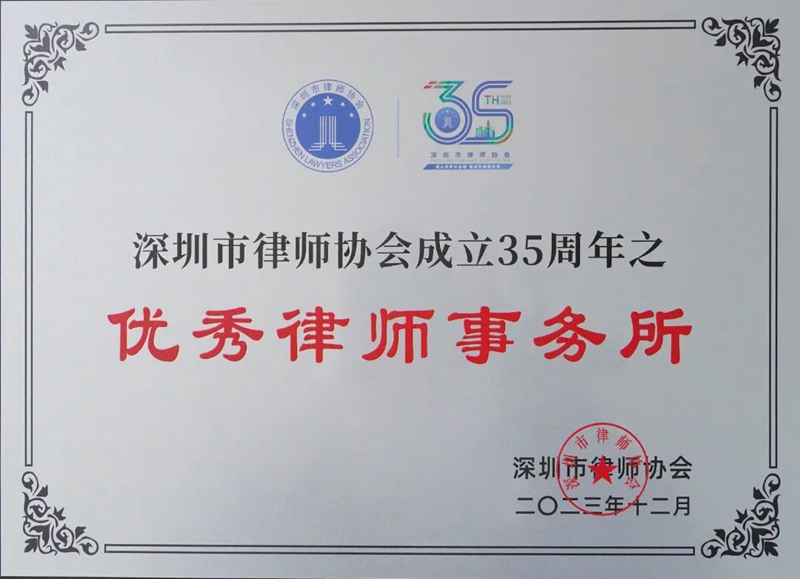 深圳市律师协会
SHENZHEN LAWYERS ASSOCIATION
35
TH
深圳市律师协会
深圳市律师协会成立35周年之
优秀律师事务所
深圳市律师协会
深圳市律师协会
二〇二三年十二月